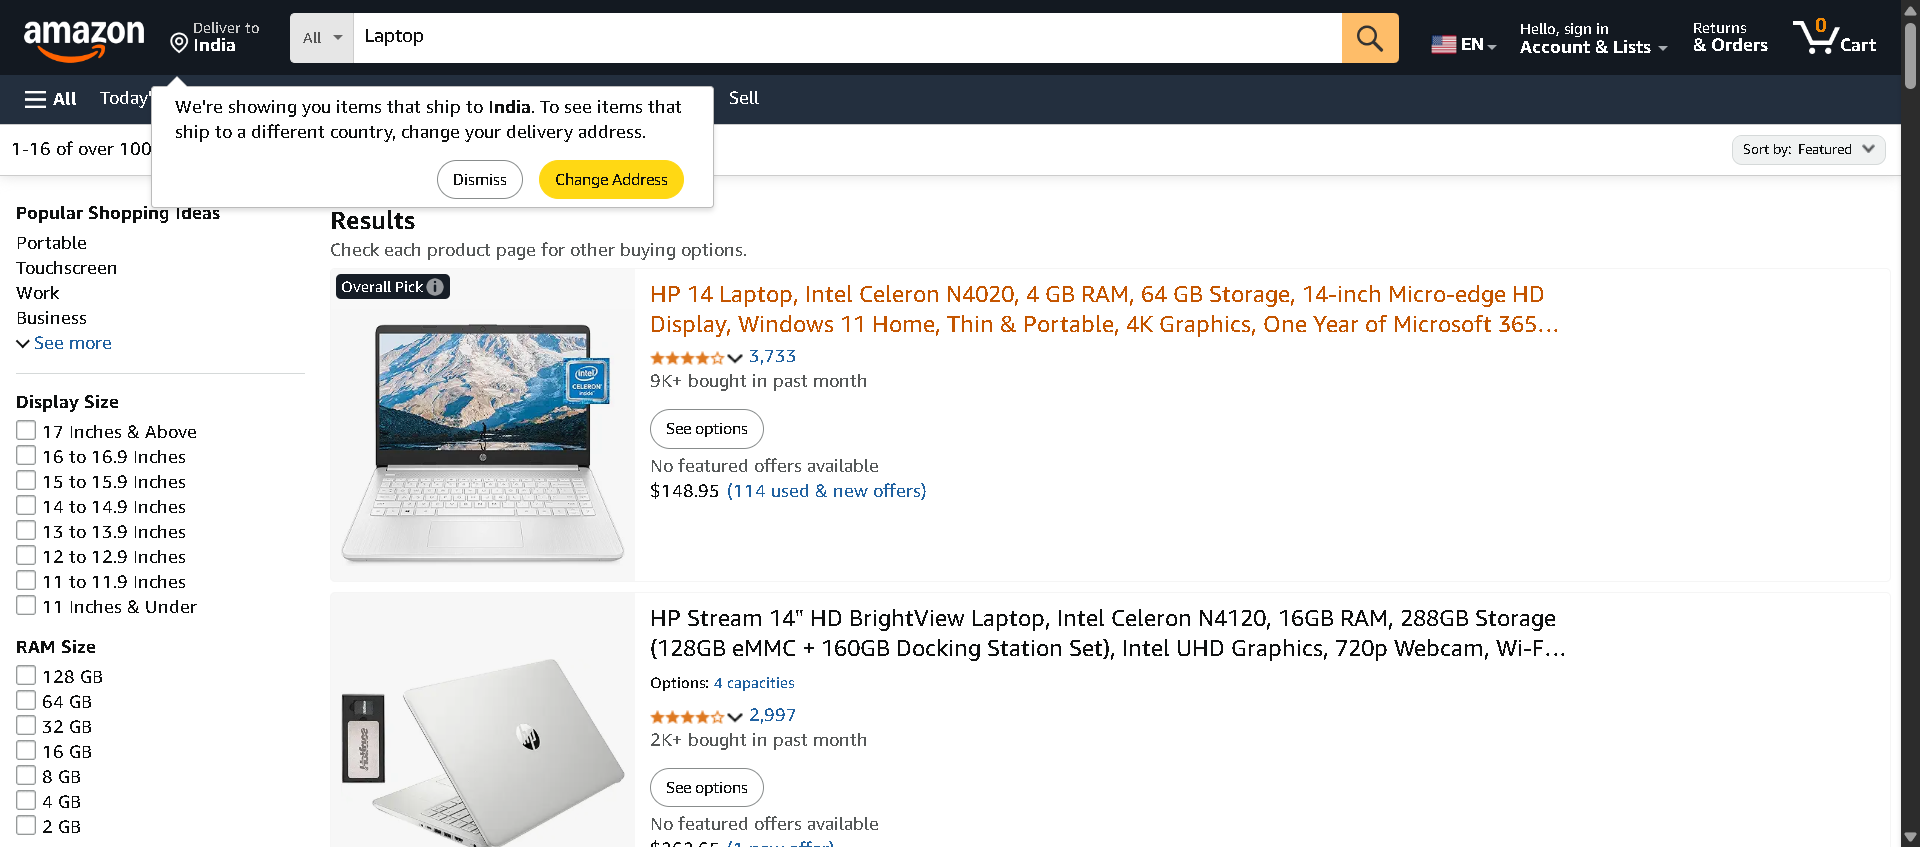 amazon
Deliver to
India
All
Laptop
EN
Hello, sign in
Account & Lists
Returns
& Orders
0
Cart
All
Today'
Sell
We're showing you items that ship to India. To see items that
ship to a different country, change your delivery address.
Dismiss
Change Address
1-16 of over 100
Sort by: Featured
Popular Shopping Ideas
Portable
Touchscreen
Work
Business
See more
Display Size
17 Inches & Above
16 to 16.9 Inches
15 to 15.9 Inches
14 to 14.9 Inches
13 to 13.9 Inches
12 to 12.9 Inches
11 to 11.9 Inches
11 Inches & Under
RAM Size
128 GB
64 GB
32 GB
16 GB
8 GB
4 GB
2 GB
Results
Check each product page for other buying options.
Overall Pick
intel
CELERON
inside
HP 14 Laptop, Intel Celeron N4020, 4 GB RAM, 64 GB Storage, 14-inch Micro-edge HD
Display, Windows 11 Home, Thin & Portable, 4K Graphics, One Year of Microsoft 365...
3,733
9K+ bought in past month
See options
No featured offers available
$148.95 (114 used & new offers)
hp
HP Stream 14" HD BrightView Laptop, Intel Celeron N4120, 16GB RAM, 288GB Storage
(128GB eMMC + 160GB Docking Station Set), Intel UHD Graphics, 720p Webcam, Wi-F...
Options: 4 capacities
2,997
2K+ bought in past month
See options
No featured offers available
(1 new offer)